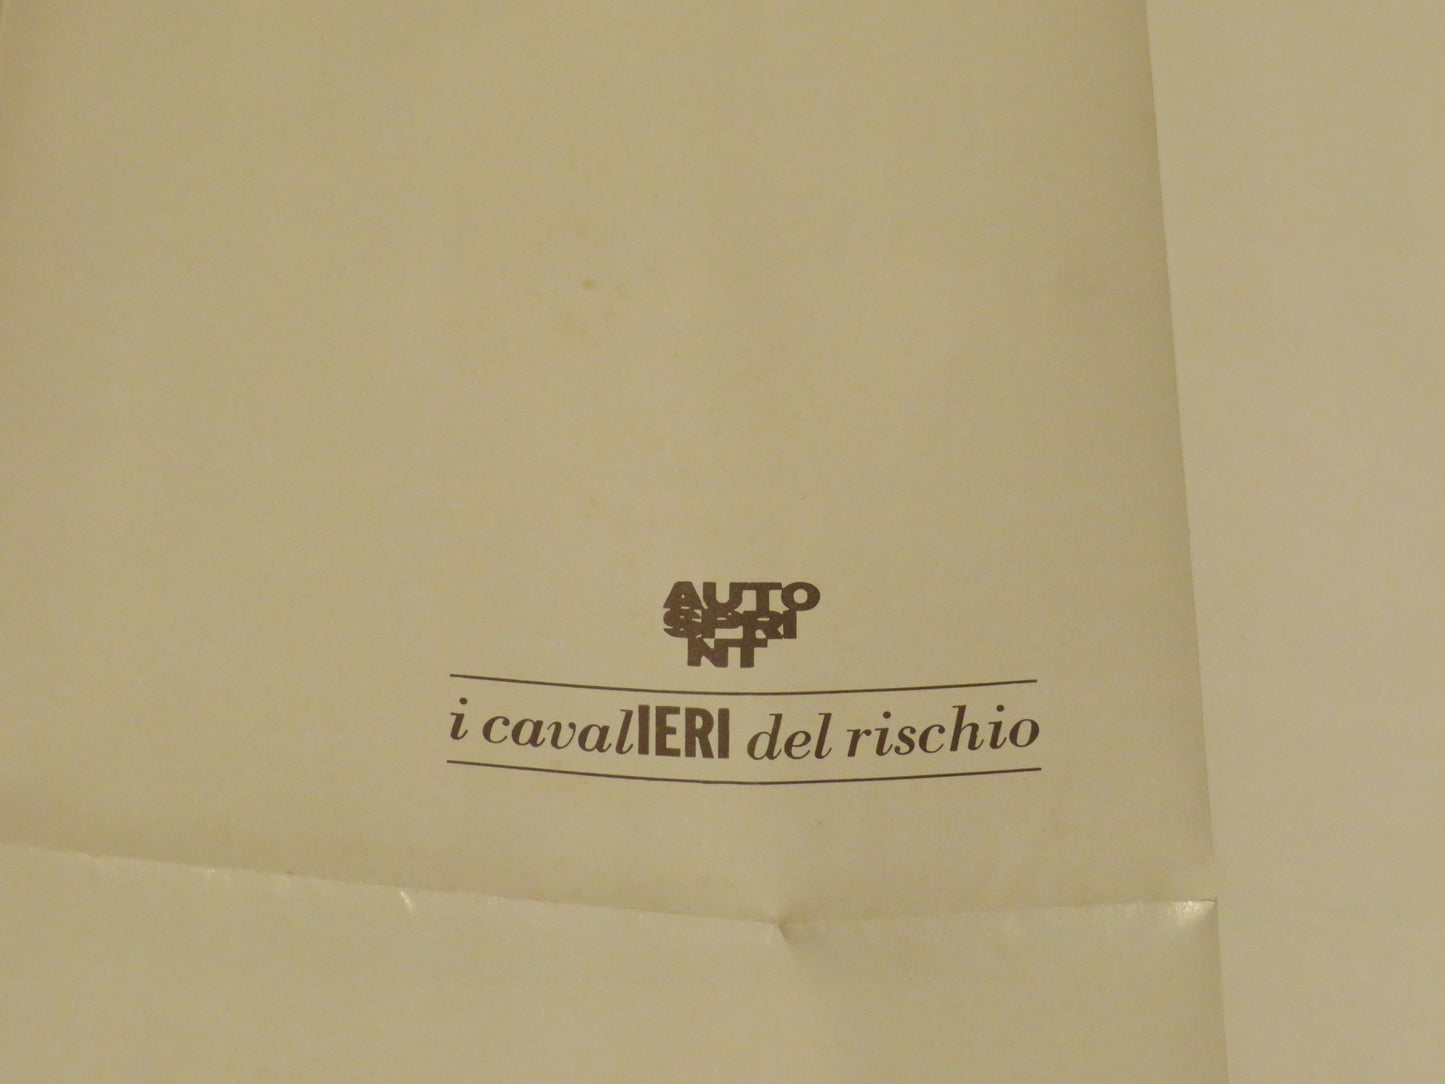 AUTO
SPRI
NT
i cavalIERI del rischio